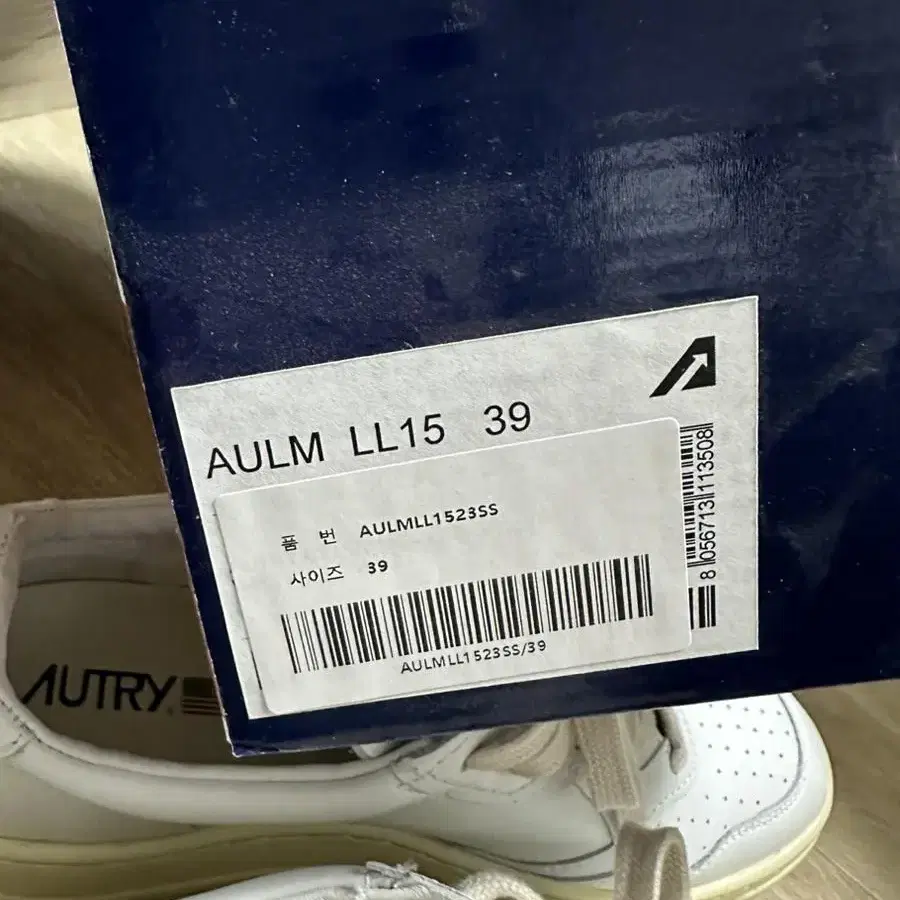 AULM LL15 39
품 번 AULMLL1523SS
사이즈 39
AULMLL1523SS/39
8 056713 113508
AUTRY